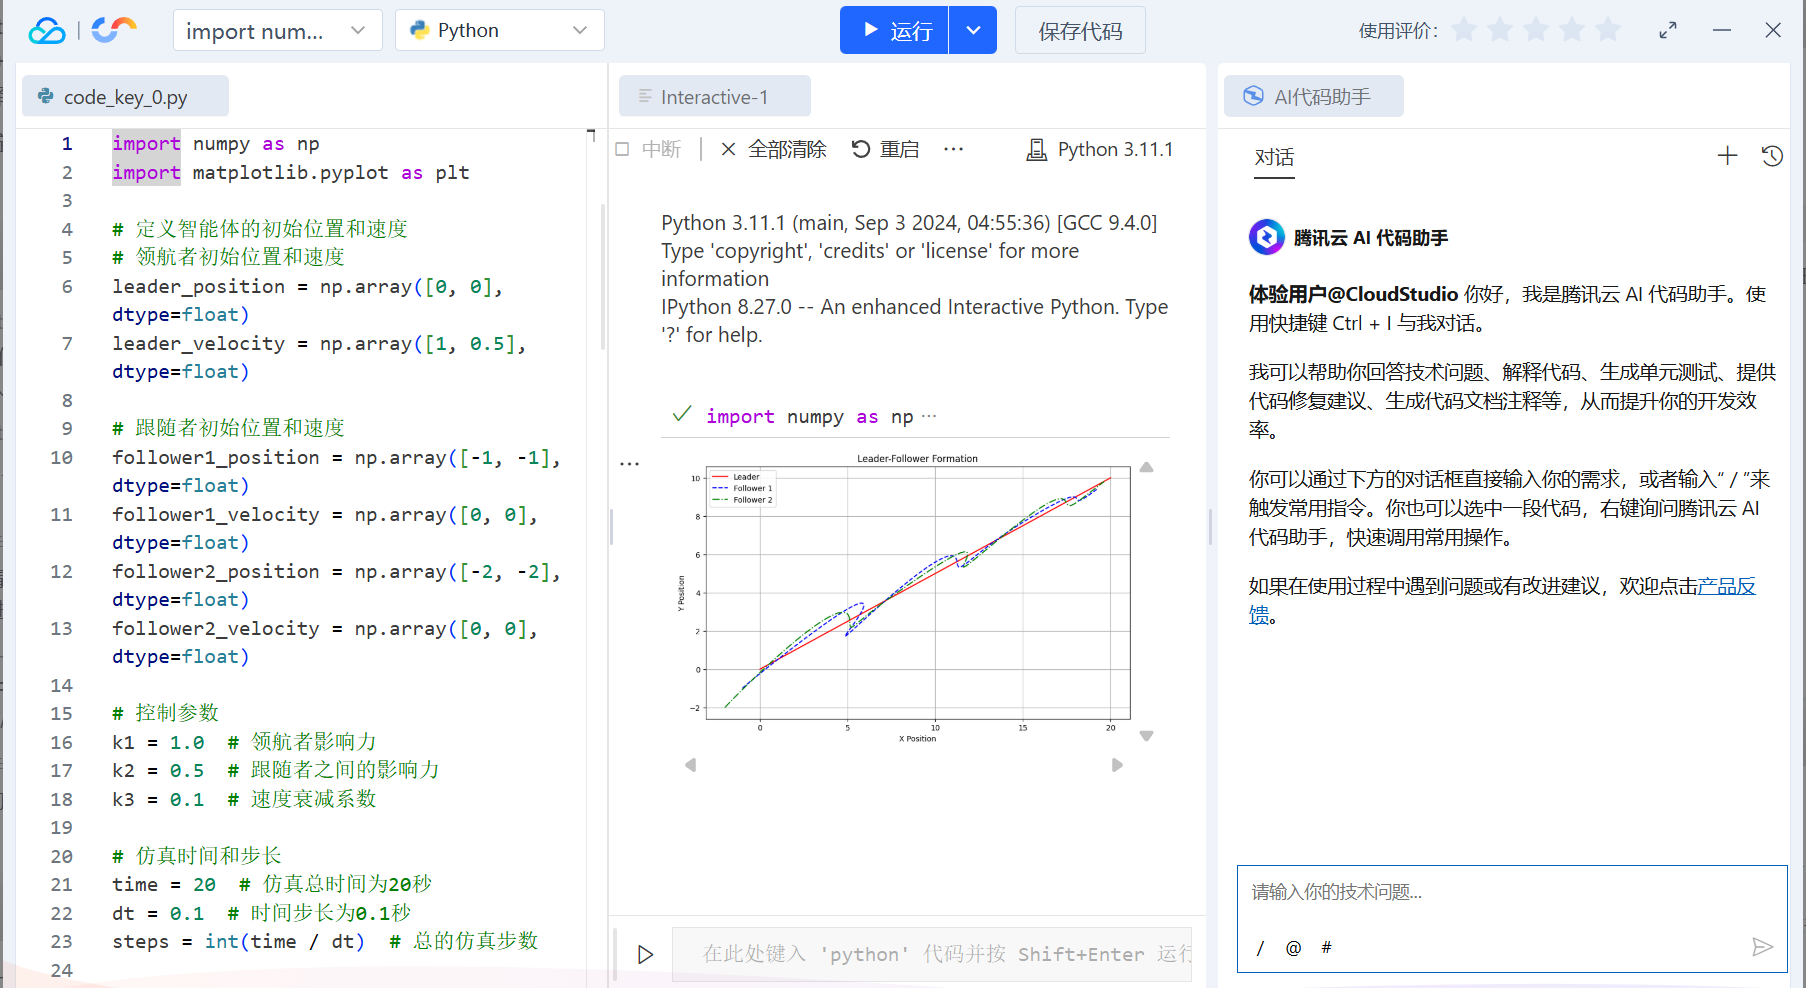 import num...
Python
运行
保存代码
使用评价：
code_key_0.py
1 import numpy as np
2 import matplotlib.pyplot as plt
3
4 # 定义智能体的初始位置和速度
5 # 领航者初始位置和速度
6 leader_position = np.array([0, 0],
dtype=float)
7 leader_velocity = np.array([1, 0.5],
dtype=float)
8
9 # 跟随者初始位置和速度
10 follower1_position = np.array([-1, -1],
dtype=float)
11 follower1_velocity = np.array([0, 0],
dtype=float)
12 follower2_position = np.array([-2, -2],
dtype=float)
13 follower2_velocity = np.array([0, 0],
dtype=float)
14
15 # 控制参数
16 k1 = 1.0 # 领航者影响力
17 k2 = 0.5 # 跟随者之间的影响力
18 k3 = 0.1 # 速度衰减系数
19
20 # 仿真时间和步长
21 time = 20 # 仿真总时间为20秒
22 dt = 0.1 # 时间步长为0.1秒
23 steps = int(time / dt) # 总的仿真步数
24
Interactive-1
中断
全部清除
重启
···
Python 3.11.1
Python 3.11.1 (main, Sep 3 2024, 04:55:36) [GCC 9.4.0]
Type 'copyright', 'credits' or 'license' for more
information
IPython 8.27.0 -- An enhanced Interactive Python. Type
'?' for help.
import numpy as np ···
···
Leader-Follower Formation
Leader
Follower 1
Follower 2
10
8
6
4
2
0
−2
Y Position
0 5 10 15 20
X Position
在此处键入 'python' 代码并按 Shift+Enter 运行
AI代码助手
对话
腾讯云 AI 代码助手
体验用户@CloudStudio 你好，我是腾讯云 AI 代码助手。使
用快捷键 Ctrl + I 与我对话。
我可以帮助你回答技术问题、解释代码、生成单元测试、提供
代码修复建议、生成代码文档注释等，从而提升你的开发效
率。
你可以通过下方的对话框直接输入你的需求，或者输入“ / ”来
触发常用指令。你也可以选中一段代码，右键询问腾讯云 AI
代码助手，快速调用常用操作。
如果在使用过程中遇到问题或有改进建议，欢迎点击产品反
馈。
请输入你的技术问题...
/ @ #